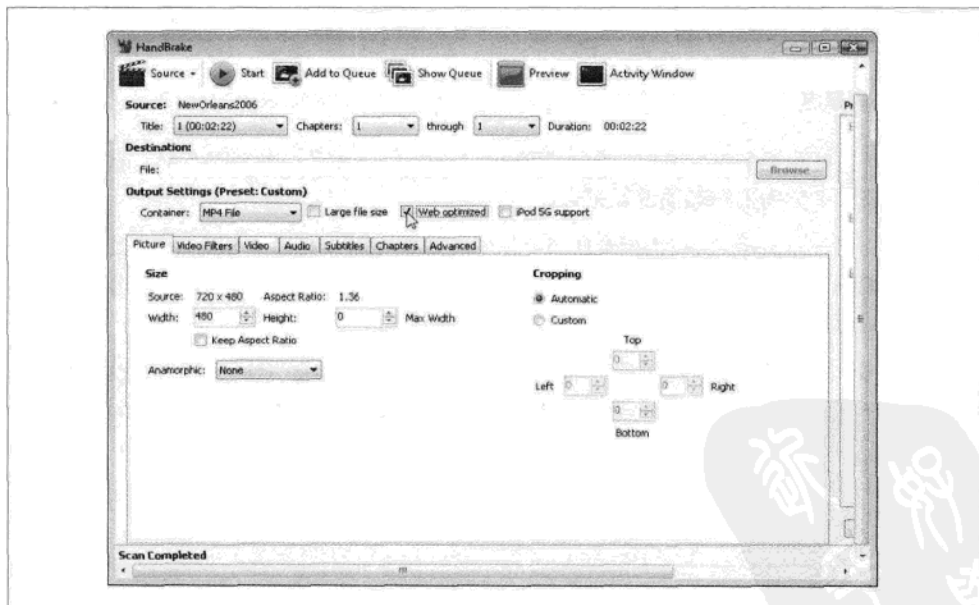 HandBrake
Source Start Add to Queue Show Queue Preview Activity Window
Source: NewOrleans2006
Title: 1 (00:02:22) Chapters: 1 through 1 Duration: 00:02:22
Destination:
File: Browse
Output Settings (Preset: Custom)
Container: MP4 File Large file size Web optimized iPod 5G support
Picture Video Filters Video Audio Subtitles Chapters Advanced
Size
Source: 720 x 480 Aspect Ratio: 1.36
Width: 480 Height: 0 Max Width
Keep Aspect Ratio
Anamorphic: None
Cropping
Automatic
Custom
Top
0
Left 0 0 Right
0
Bottom
Scan Completed